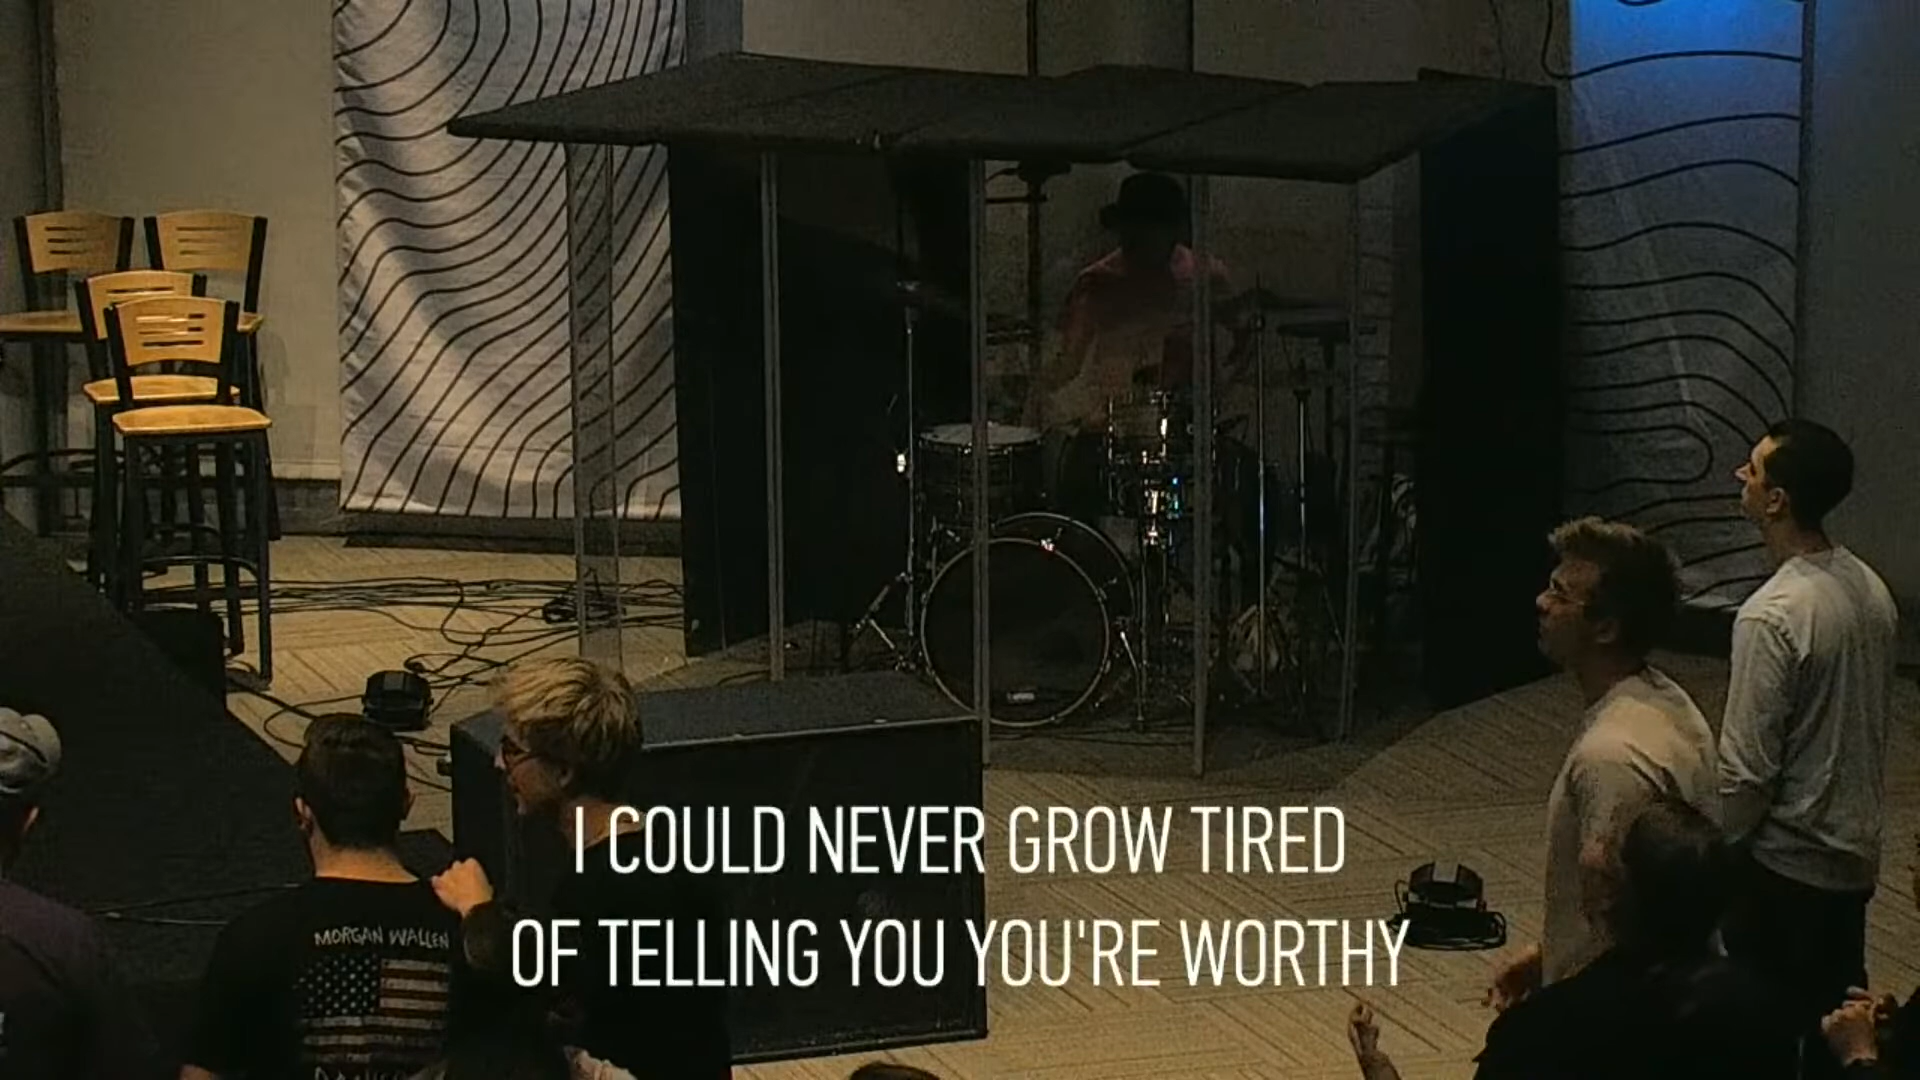 I COULD NEVER GROW TIRED
OF TELLING YOU YOU'RE WORTHY
MORGAN WALLEN